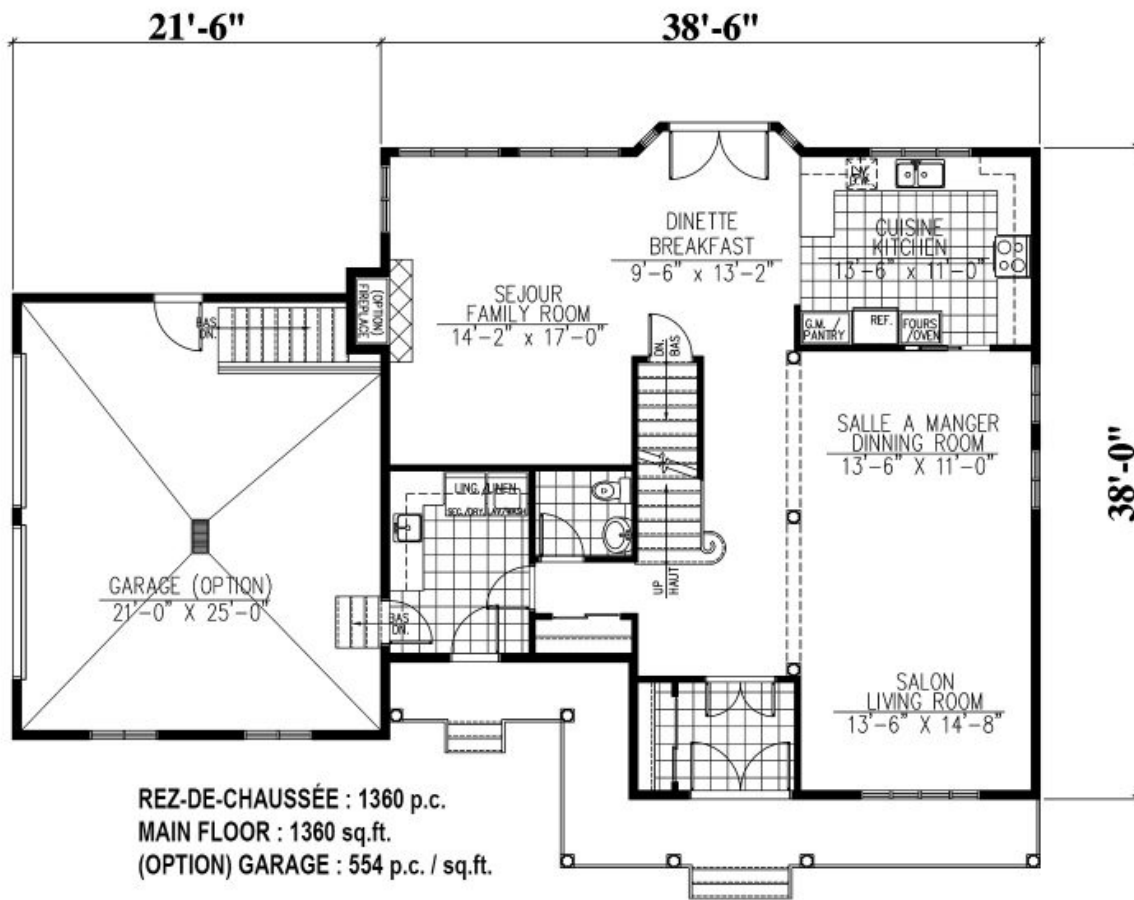 21'-6"
38'-6"
DINETTE
BREAKFAST
9'-6" x 13'-2"
CUISINE
KITCHEN
13'-6" x 11'-0"
SEJOUR
FAMILY ROOM
14'-2" x 17'-0"
(OPTION)
FIREPLACE
BAS
DN.
DN.
BAS
G.M.
/
PANTRY
REF.
FOURS
/OVEN
SALLE A MANGER
DINNING ROOM
13'-6" X 11'-0"
38'-0"
LING./LINEN
SEC./DRY.
LAV/WASH
GARAGE (OPTION)
21'-0" X 25'-0"
UP
HAUT
BAS
DN.
SALON
LIVING ROOM
13'-6" X 14'-8"
REZ-DE-CHAUSSÉE : 1360 p.c.
MAIN FLOOR : 1360 sq.ft.
(OPTION) GARAGE : 554 p.c. / sq.ft.